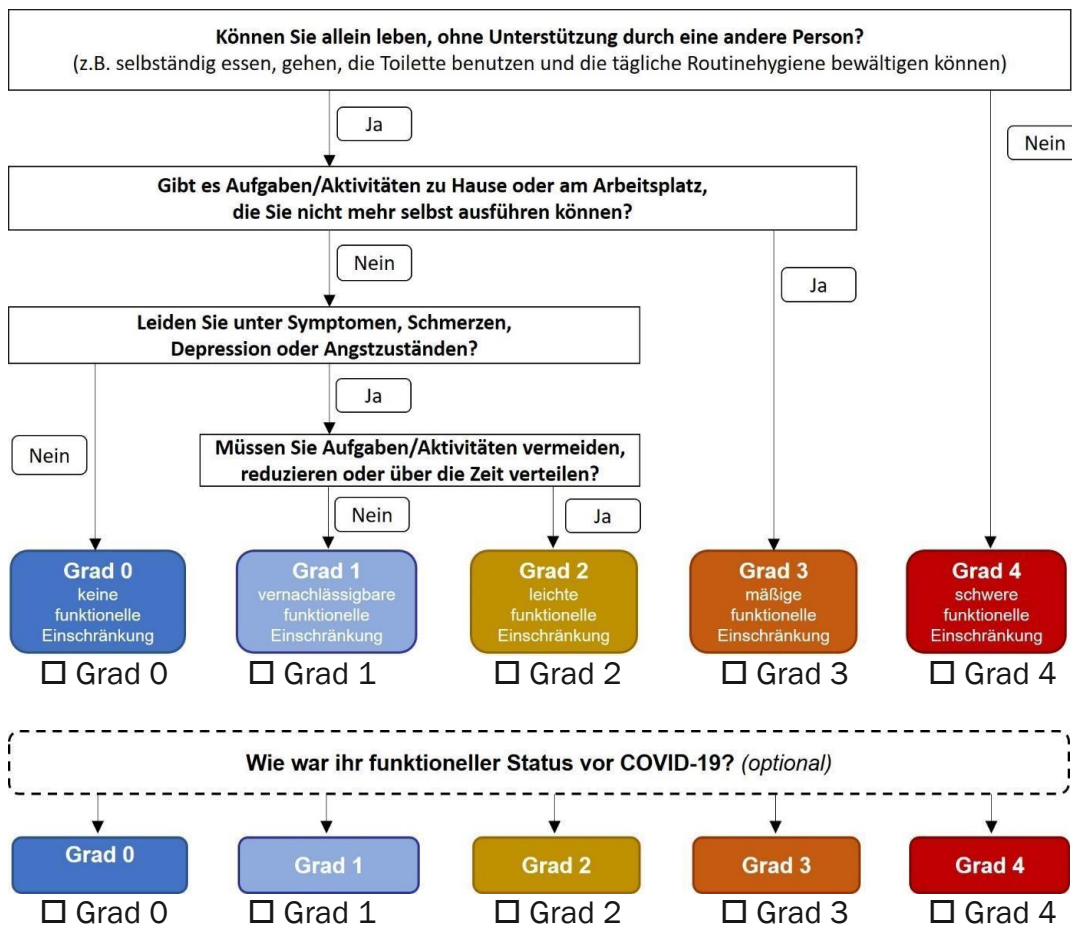 Können Sie allein leben, ohne Unterstützung durch eine andere Person?
(z.B. selbständig essen, gehen, die Toilette benutzen und die tägliche Routinehygiene bewältigen können)
Ja
Nein
Gibt es Aufgaben/Aktivitäten zu Hause oder am Arbeitsplatz,
die Sie nicht mehr selbst ausführen können?
Nein
Ja
Leiden Sie unter Symptomen, Schmerzen,
Depression oder Angstzuständen?
Ja
Nein
Müssen Sie Aufgaben/Aktivitäten vermeiden,
reduzieren oder über die Zeit verteilen?
Nein
Ja
Grad 0
keine
funktionelle
Einschränkung
Grad 1
vernachlässigbare
funktionelle
Einschränkung
Grad 2
leichte
funktionelle
Einschränkung
Grad 3
mäßige
funktionelle
Einschränkung
Grad 4
schwere
funktionelle
Einschränkung
☐ Grad 0
☐ Grad 1
☐ Grad 2
☐ Grad 3
☐ Grad 4
Wie war ihr funktioneller Status vor COVID-19? (optional)
Grad 0
Grad 1
Grad 2
Grad 3
Grad 4
☐ Grad 0
☐ Grad 1
☐ Grad 2
☐ Grad 3
☐ Grad 4